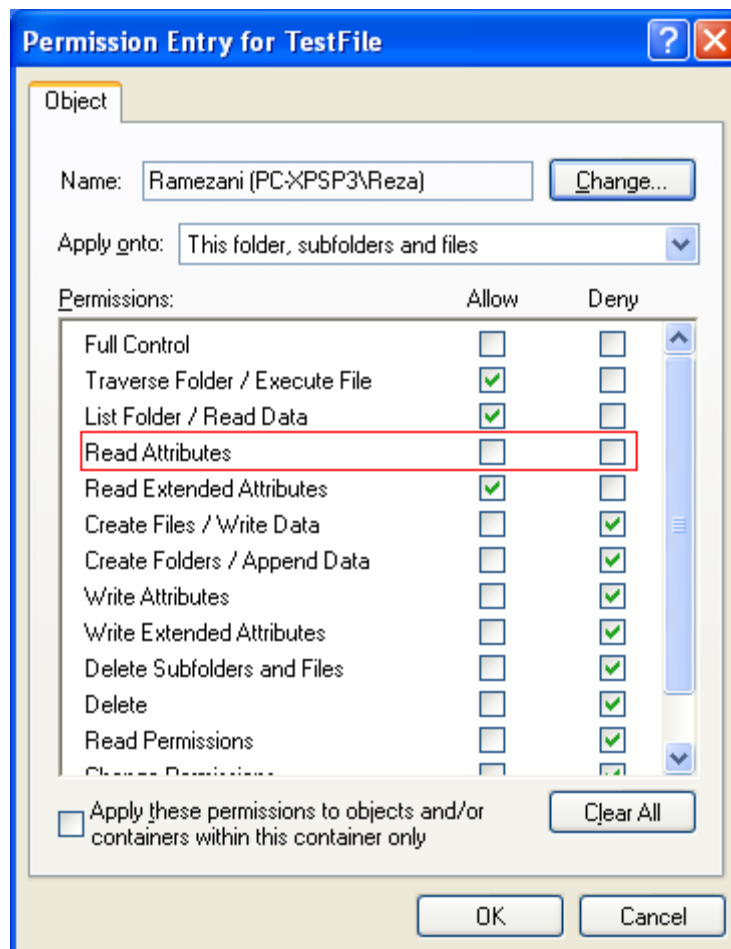 Permission Entry for TestFile
Object
Name: Ramezani (PC-XPSP3\Reza) Change...
Apply onto: This folder, subfolders and files
Permissions: Allow Deny
Full Control
Traverse Folder / Execute File
List Folder / Read Data
Read Attributes
Read Extended Attributes
Create Files / Write Data
Create Folders / Append Data
Write Attributes
Write Extended Attributes
Delete Subfolders and Files
Delete
Read Permissions
Change Permissions
Apply these permissions to objects and/or
containers within this container only
Clear All
OK Cancel